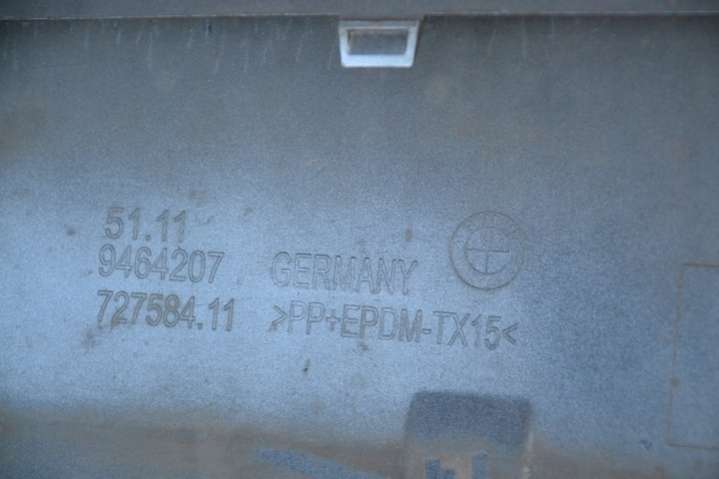 51.11
9464207 GERMANY
727584.11 >PP+EPDM-TX15<